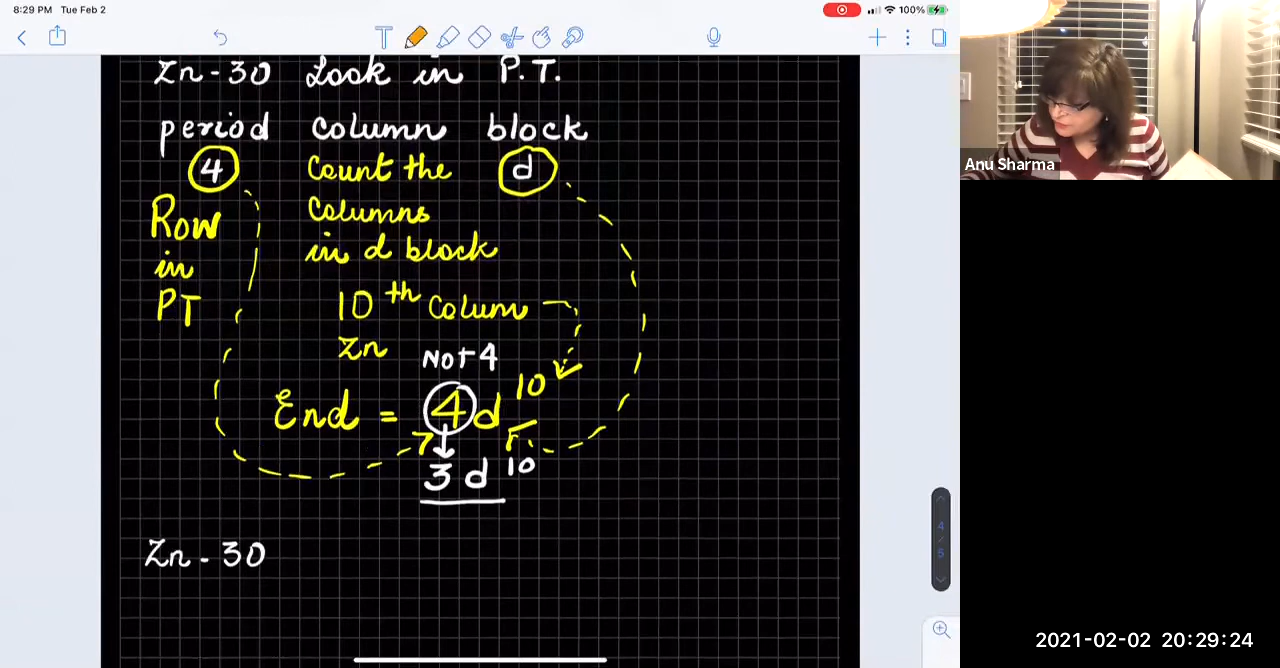 8:29 PM Tue Feb 2
100%
Zn - 30 Look in P.T.
period column block
4 Count the d
Row columns
in in d block
PT 10th Column
Zn Not 4
End = 4d 10
3d 10
Zn - 30
4
5
Anu Sharma
2021-02-02 20:29:24